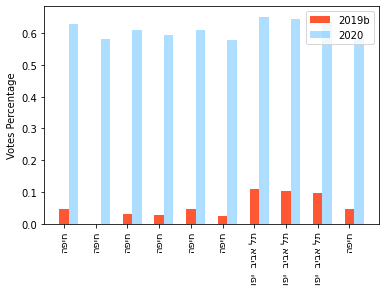 Votes Percentage
0.6
0.5
0.4
0.3
0.2
0.1
0.0
2019b
2020
חיפה
חיפה
חיפה
חיפה
חיפה
חיפה
תל אביב יפו
תל אביב יפו
תל אביב יפו
חיפה